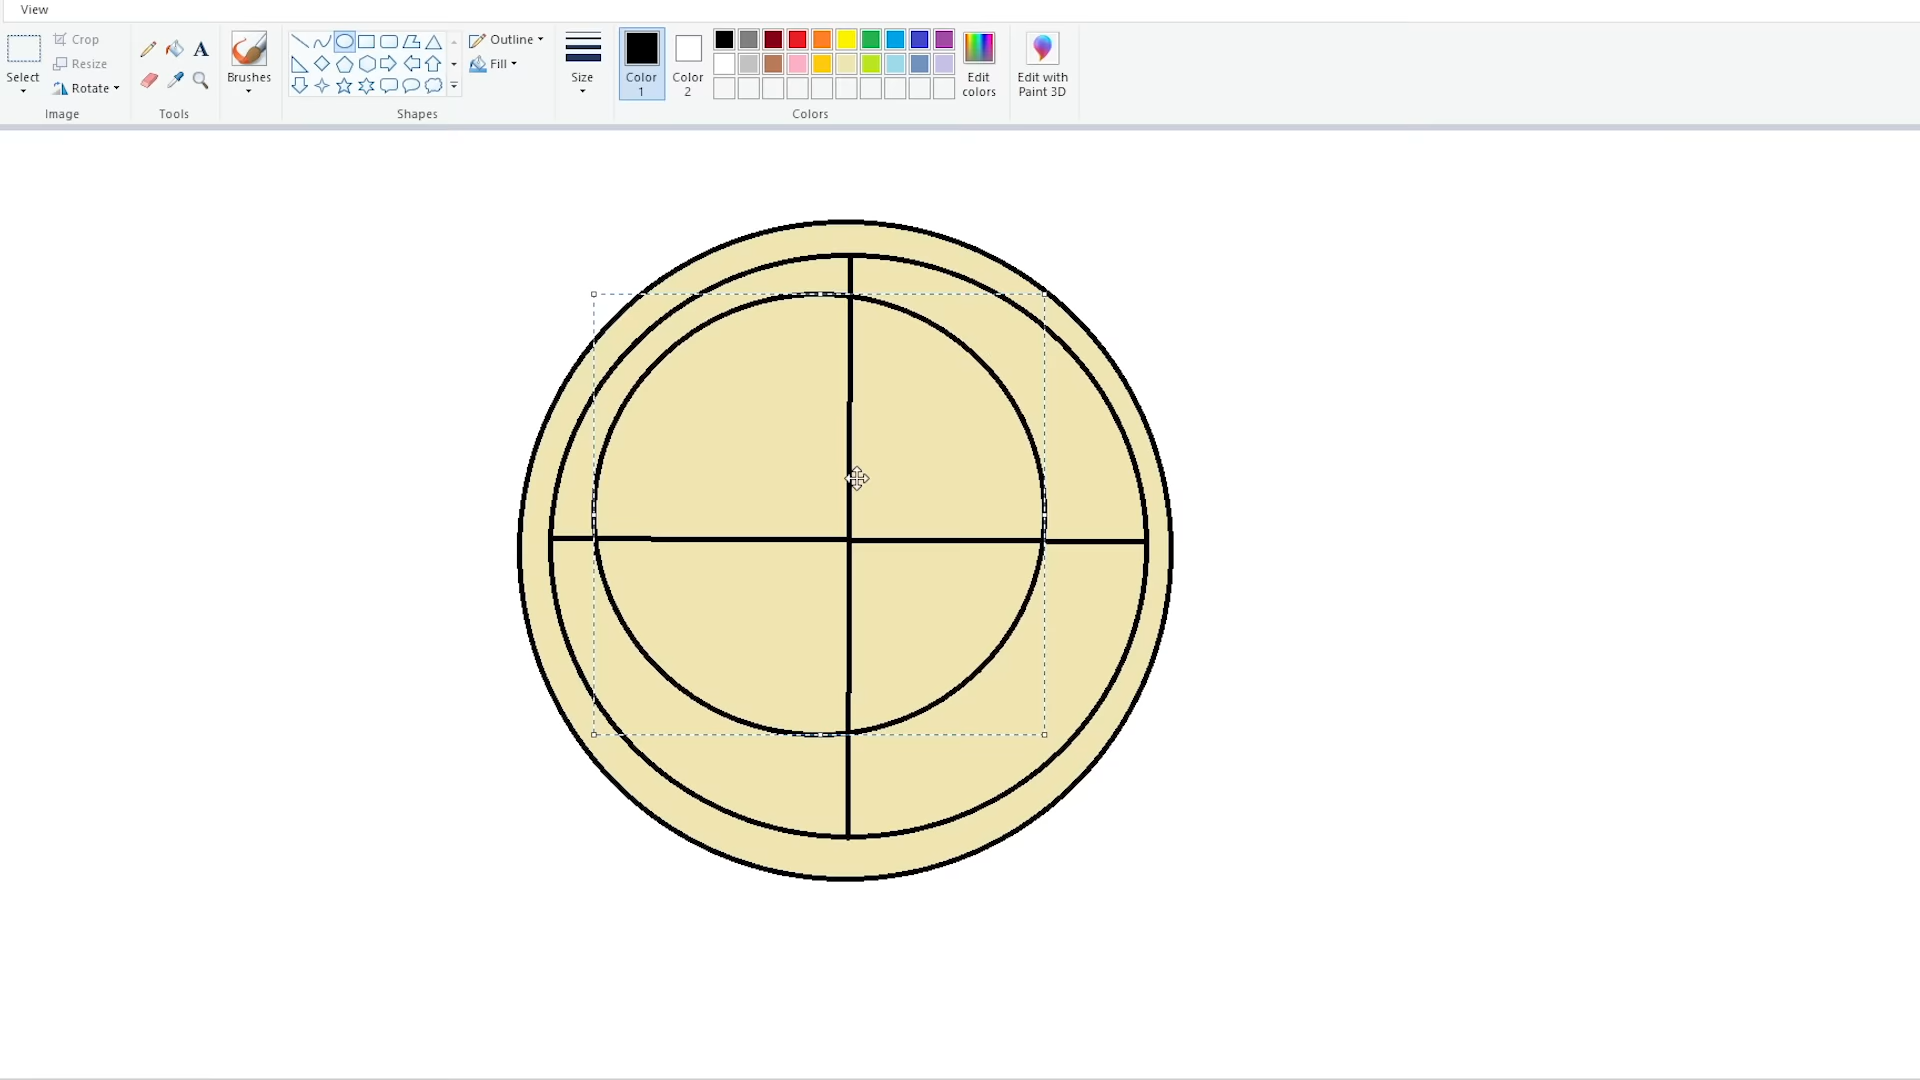 View
Select
Crop
Resize
Rotate
Image
A
Tools
Brushes
Outline
Fill
Shapes
Size
Color
1
Color
2
Edit
colors
Colors
Edit with
Paint 3D